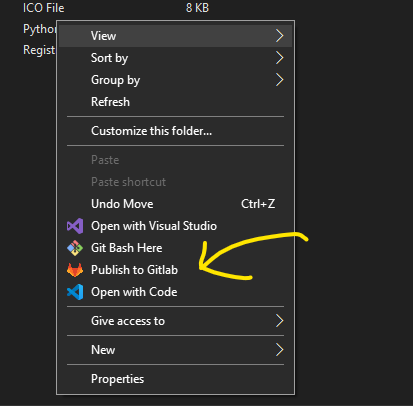 ICO File 8 KB
Python
Regist
View
Sort by
Group by
Refresh
Customize this folder...
Paste
Paste shortcut
Undo Move Ctrl+Z
Open with Visual Studio
Git Bash Here
Publish to Gitlab
Open with Code
Give access to
New
Properties